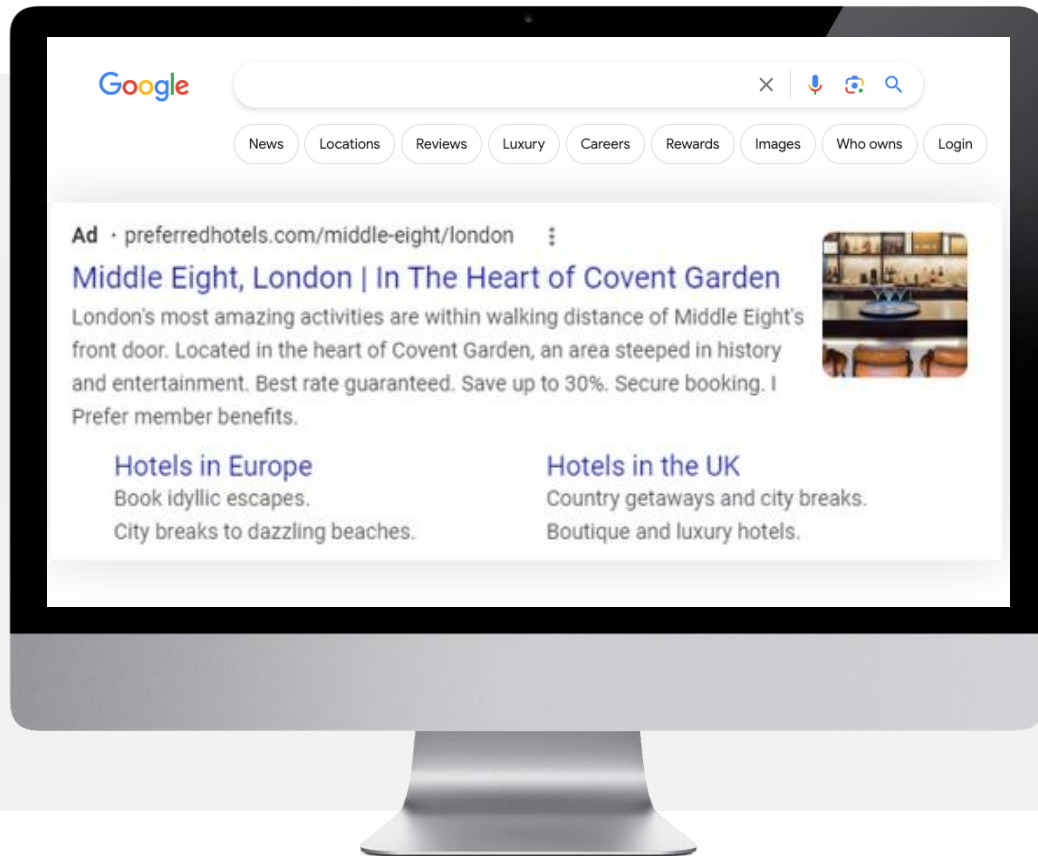 Google
News Locations Reviews Luxury Careers Rewards Images Who owns Login
Ad · preferredhotels.com/middle-eight/london
Middle Eight, London | In The Heart of Covent Garden
London's most amazing activities are within walking distance of Middle Eight's
front door. Located in the heart of Covent Garden, an area steeped in history
and entertainment. Best rate guaranteed. Save up to 30%. Secure booking. I
Prefer member benefits.
Hotels in Europe
Book idyllic escapes.
City breaks to dazzling beaches.
Hotels in the UK
Country getaways and city breaks.
Boutique and luxury hotels.